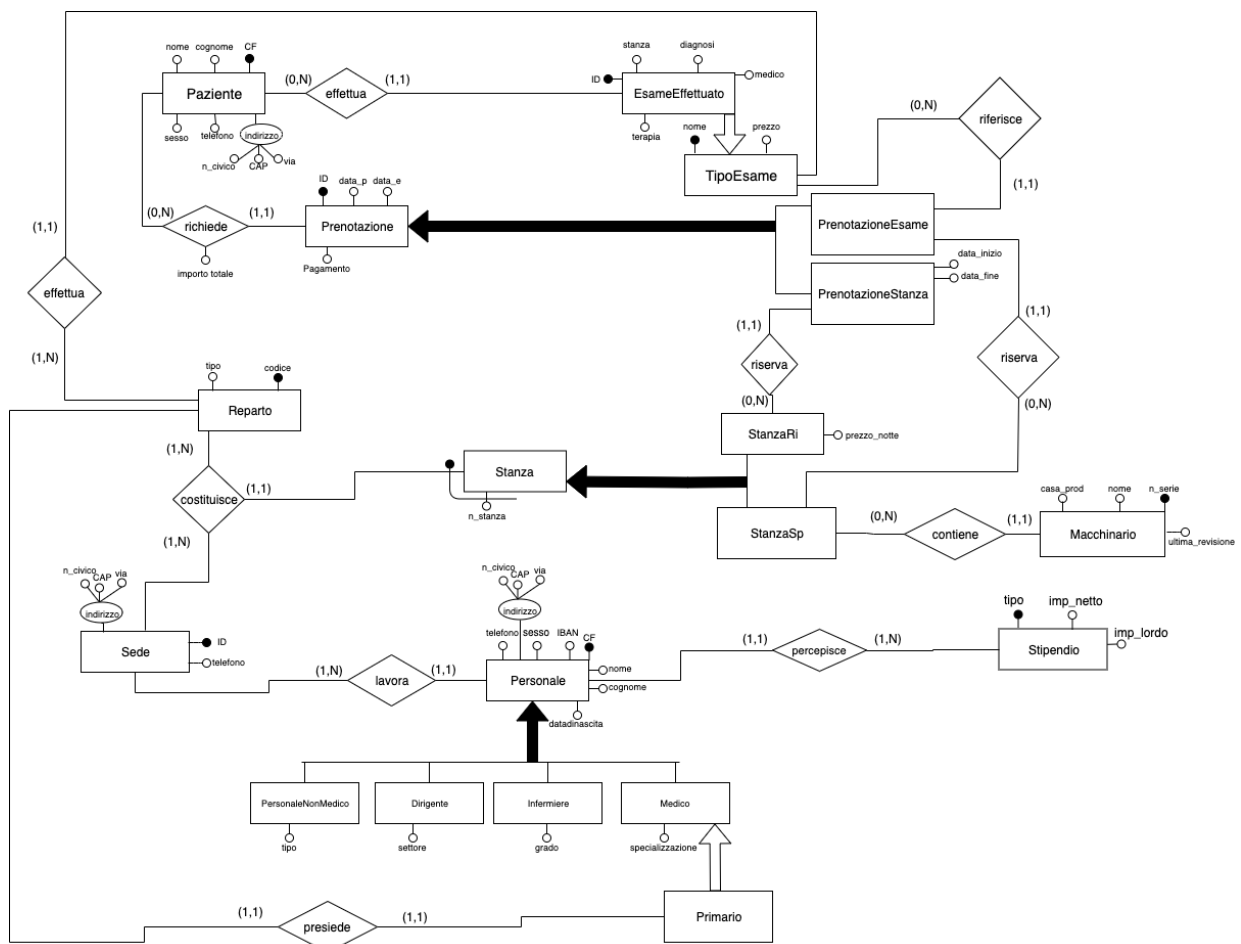 nome cognome CF
(0,N) (1,1)
Paziente effettua
sesso telefono indirizzo
n_civico CAP via
stanza diagnosi
ID medico
EsameEffettuato
terapia
nome prezzo
TipoEsame
(0,N)
riferisce
(1,1)
ID data_p data_e
(0,N) (1,1)
richiede Prenotazione
importo totale Pagamento
PrenotazioneEsame
PrenotazioneStanza
data_inizio
data_fine
(1,1)
effettua
(1,N)
(1,1)
riserva
(0,N)
(1,1)
riserva
(0,N)
tipo codice
Reparto
StanzaRi prezzo_notte
(1,N)
costituisce (1,1)
(1,N)
Stanza
n_stanza
StanzaSp
(0,N) (1,1)
contiene
casa_prod nome n_serie
Macchinario
ultima_revisione
n_civico CAP via
indirizzo
Sede
ID
telefono
(1,N) (1,1)
lavora
n_civico CAP via
indirizzo
telefono sesso IBAN CF
Personale
nome
cognome
datadinascita
(1,1) (1,N)
percepisce
tipo imp_netto
imp_lordo
Stipendio
PersonaleNonMedico Dirigente Infermiere Medico
tipo settore grado specializzazione
(1,1) (1,1)
presiede
Primario